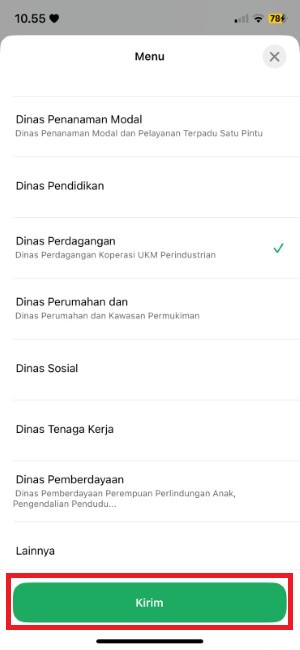 10.55
78
Menu
Dinas Penanaman Modal
Dinas Penanaman Modal dan Pelayanan Terpadu Satu Pintu
Dinas Pendidikan
Dinas Perdagangan
Dinas Perdagangan Koperasi UKM Perindustrian
Dinas Perumahan dan
Dinas Perumahan dan Kawasan Permukiman
Dinas Sosial
Dinas Tenaga Kerja
Dinas Pemberdayaan
Dinas Pemberdayaan Perempuan Perlindungan Anak,
Pengendalian Pendudu...
Lainnya
Kirim